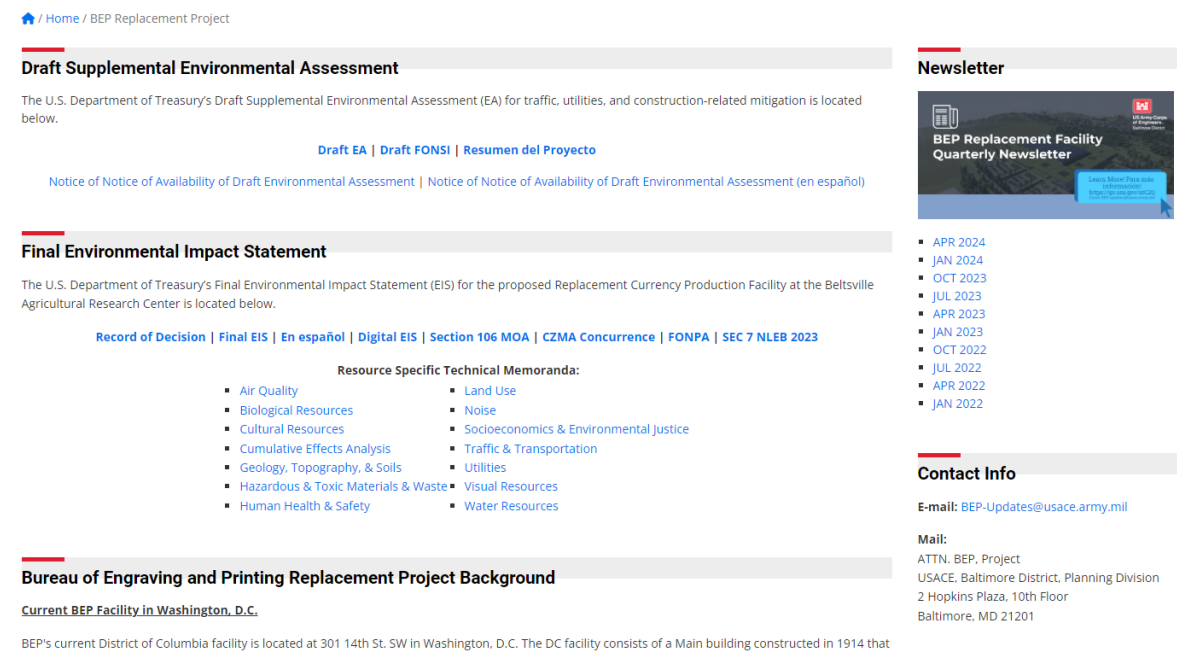 / Home / BEP Replacement Project
Draft Supplemental Environmental Assessment
The U.S. Department of Treasury's Draft Supplemental Environmental Assessment (EA) for traffic, utilities, and construction-related mitigation is located
below.
Draft EA | Draft FONSI | Resumen del Proyecto
Notice of Notice of Availability of Draft Environmental Assessment | Notice of Notice of Availability of Draft Environmental Assessment (en español)
Final Environmental Impact Statement
The U.S. Department of Treasury's Final Environmental Impact Statement (EIS) for the proposed Replacement Currency Production Facility at the Beltsville
Agricultural Research Center is located below.
Record of Decision | Final EIS | En español | Digital EIS | Section 106 MOA | CZMA Concurrence | FONPA | SEC 7 NLEB 2023
Resource Specific Technical Memoranda:
▪ Air Quality
▪ Biological Resources
▪ Cultural Resources
▪ Cumulative Effects Analysis
▪ Geology, Topography, & Soils
▪ Hazardous & Toxic Materials & Waste
▪ Human Health & Safety
▪ Land Use
▪ Noise
▪ Socioeconomics & Environmental Justice
▪ Traffic & Transportation
▪ Utilities
▪ Visual Resources
▪ Water Resources
Bureau of Engraving and Printing Replacement Project Background
Current BEP Facility in Washington, D.C.
BEP's current District of Columbia facility is located at 301 14th St. SW in Washington, D.C. The DC facility consists of a Main building constructed in 1914 that
Newsletter
US Army Corps
of Engineers
Baltimore District
BEP Replacement Facility
Quarterly Newsletter
Learn More! Para más
información!
▪ APR 2024
▪ JAN 2024
▪ OCT 2023
▪ JUL 2023
▪ APR 2023
▪ JAN 2023
▪ OCT 2022
▪ JUL 2022
▪ APR 2022
▪ JAN 2022
Contact Info
E-mail: BEP-Updates@usace.army.mil
Mail:
ATTN. BEP, Project
USACE, Baltimore District, Planning Division
2 Hopkins Plaza, 10th Floor
Baltimore, MD 21201